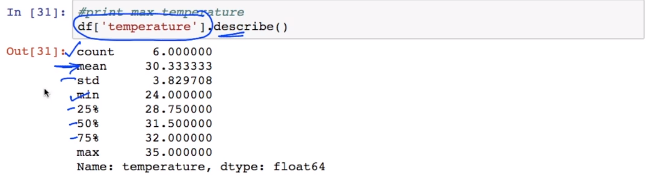 In [31]: #print max temperature
df['temperature'].describe()
Out[31]: count 6.000000
mean 30.333333
std 3.829708
min 24.000000
25% 28.750000
50% 31.500000
75% 32.000000
max 35.000000
Name: temperature, dtype: float64